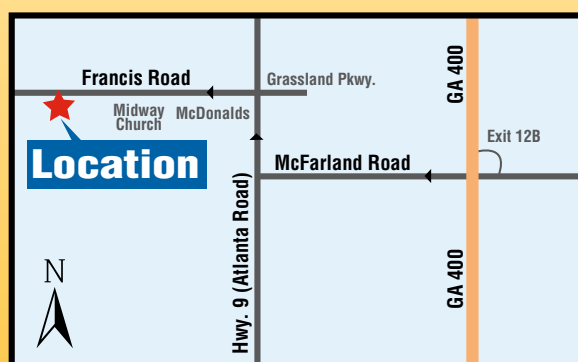 Francis Road
Grassland Pkwy.
GA 400
Midway
Church
McDonalds
Exit 12B
Location
McFarland Road
Hwy. 9 (Atlanta Road)
GA 400
N